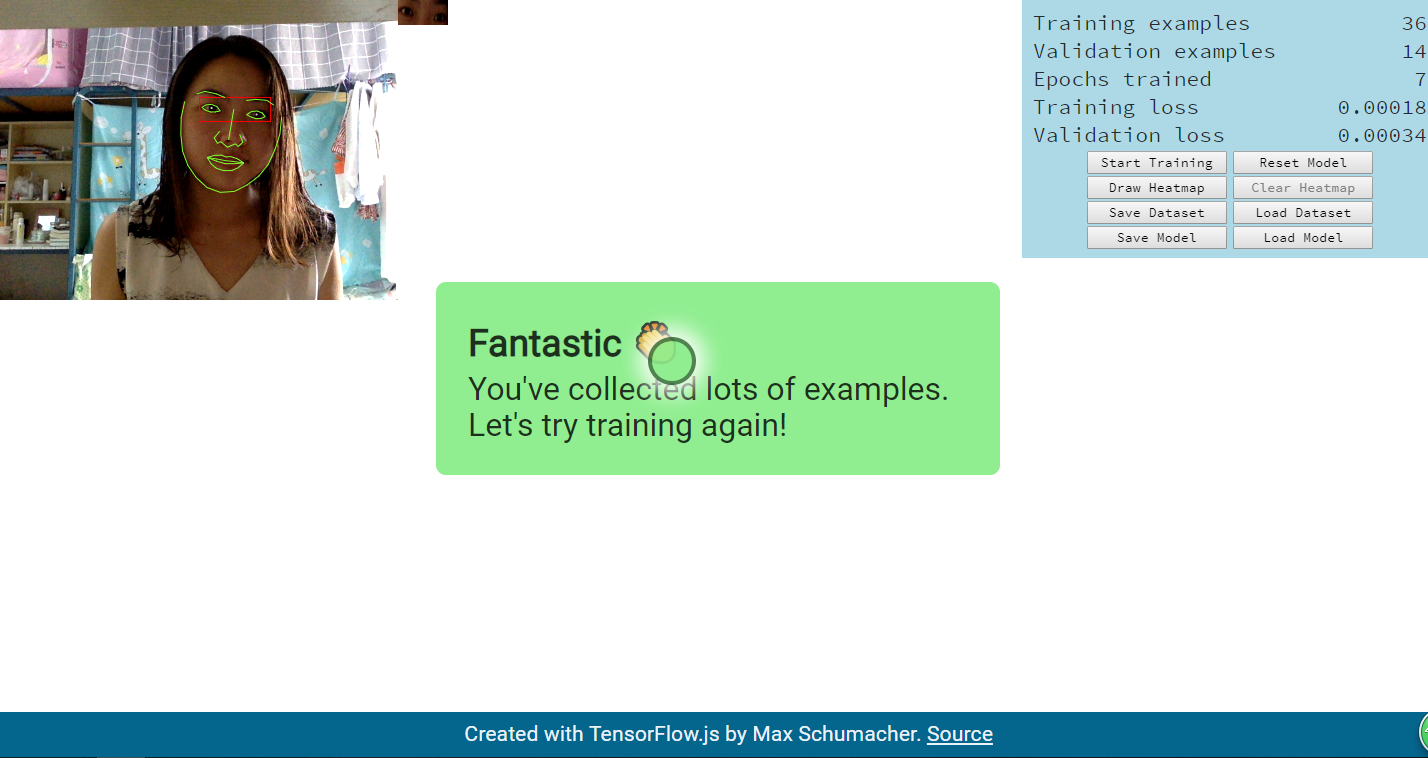 Training examples 36
Validation examples 14
Epochs trained 7
Training loss 0.00018
Validation loss 0.00034
Start Training Reset Model
Draw Heatmap Clear Heatmap
Save Dataset Load Dataset
Save Model Load Model
Fantastic 👏
You've collected lots of examples.
Let's try training again!
Created with TensorFlow.js by Max Schumacher. Source